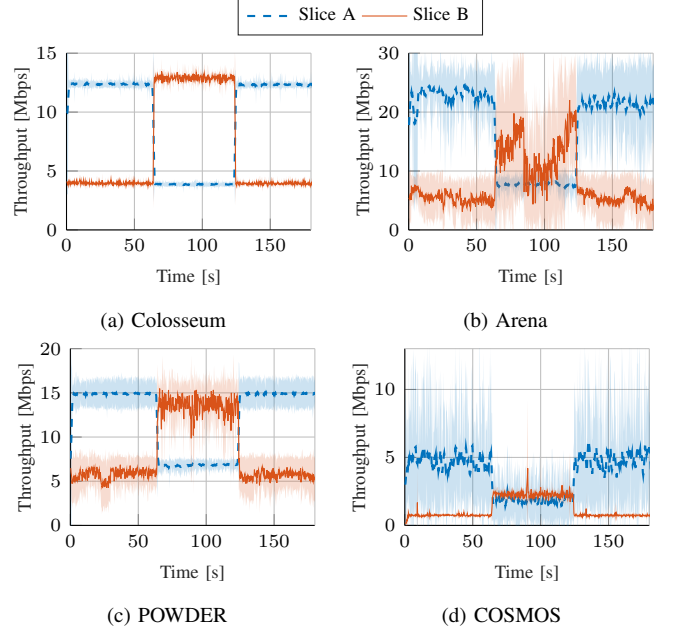 Slice A Slice B
15
10
5
0
0 50 100 150
Throughput [Mbps]
Time [s]
(a) Colosseum
30
20
10
0
0 50 100 150
Throughput [Mbps]
Time [s]
(b) Arena
20
15
10
5
0
0 50 100 150
Throughput [Mbps]
Time [s]
(c) POWDER
10
5
0
0 50 100 150
Throughput [Mbps]
Time [s]
(d) COSMOS